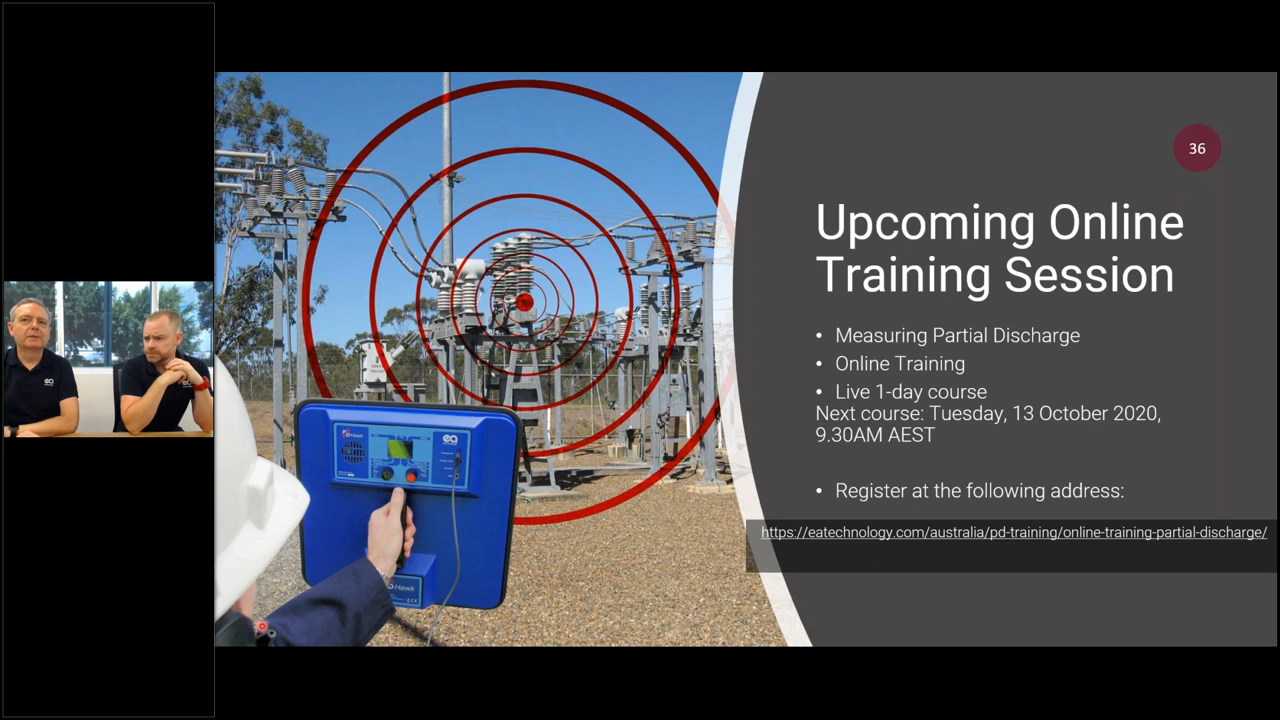 36
Upcoming Online
Training Session
• Measuring Partial Discharge
• Online Training
• Live 1-day course
Next course: Tuesday, 13 October 2020,
9.30AM AEST
• Register at the following address:
https://eatechnology.com/australia/pd-training/online-training-partial-discharge/
ea
Hawk